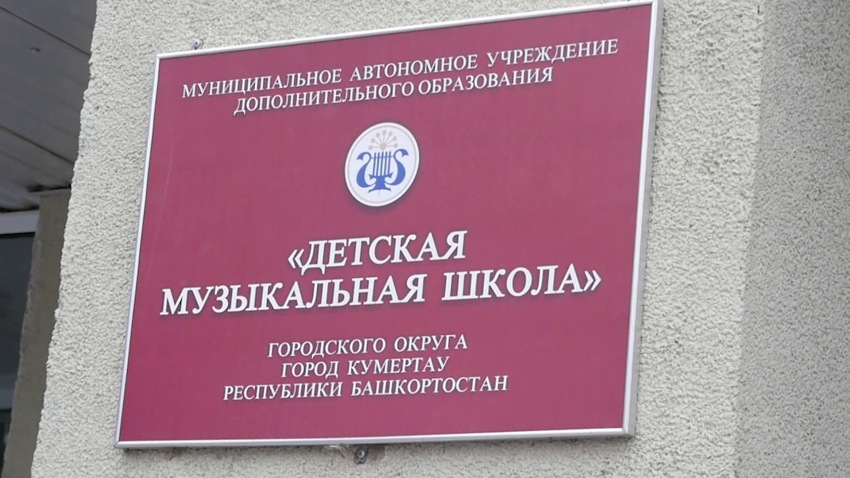 МУНИЦИПАЛЬНОЕ АВТОНОМНОЕ УЧРЕЖДЕНИЕ
ДОПОЛНИТЕЛЬНОГО ОБРАЗОВАНИЯ
«ДЕТСКАЯ
МУЗЫКАЛЬНАЯ ШКОЛА»
ГОРОДСКОГО ОКРУГА
ГОРОД КУМЕРТАУ
РЕСПУБЛИКИ БАШКОРТОСТАН